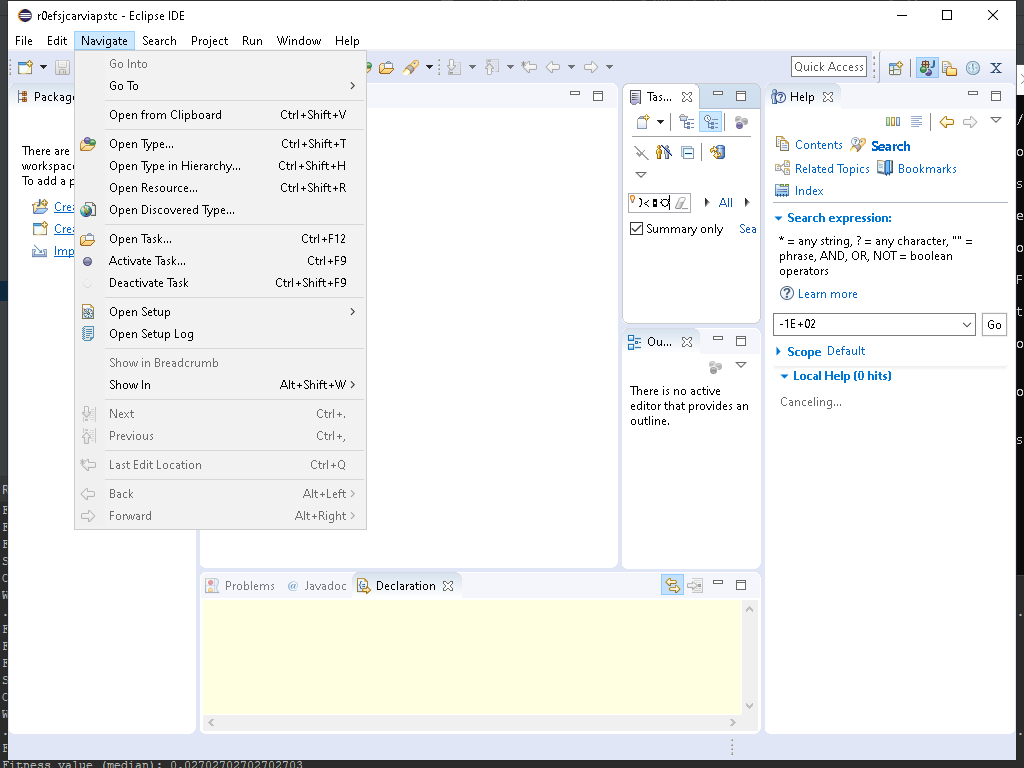 r0efsjcarviapstc - Eclipse IDE
File Edit Navigate Search Project Run Window Help
Quick Access
Go Into
Go To
Open from Clipboard Ctrl+Shift+V
Open Type... Ctrl+Shift+T
Open Type in Hierarchy... Ctrl+Shift+H
Open Resource... Ctrl+Shift+R
Open Discovered Type...
Open Task... Ctrl+F12
Activate Task... Ctrl+F9
Deactivate Task Ctrl+Shift+F9
Open Setup
Open Setup Log
Show in Breadcrumb
Show In Alt+Shift+W
Next Ctrl+.
Previous Ctrl+,
Last Edit Location Ctrl+Q
Back Alt+Left
Forward Alt+Right
Packag
There are
workspac
To add a p
Crea
Crea
Imp
Tas...
All
Summary only Sea
Ou...
There is no active
editor that provides an
outline.
Help
Contents Search
Related Topics Bookmarks
Index
Search expression:
* = any string, ? = any character, "" =
phrase, AND, OR, NOT = boolean
operators
Learn more
-1E+02 Go
Scope Default
Local Help (0 hits)
Canceling...
Problems @ Javadoc Declaration
Fitness value (median): 0.02702702702702703